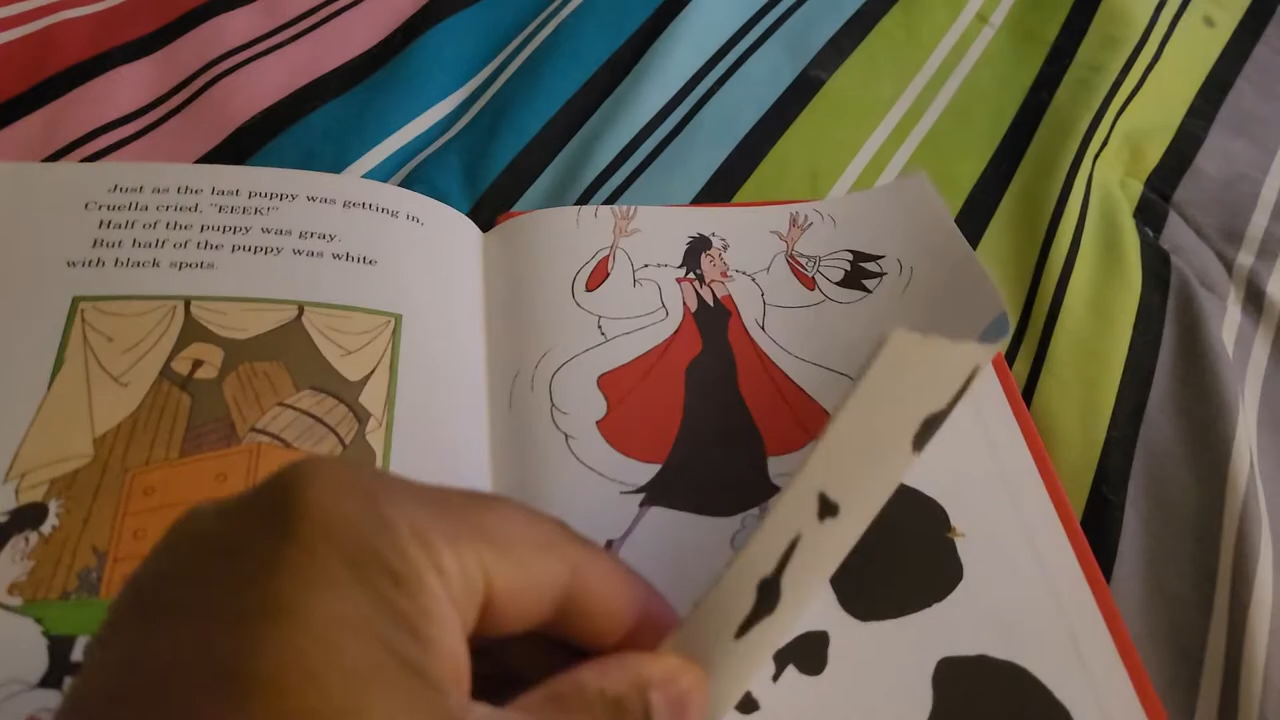 Just as the last puppy was getting in,
Cruella cried, "EEEK!"
Half of the puppy was gray.
But half of the puppy was white
with black spots.